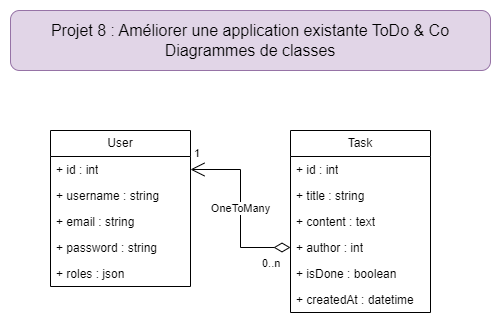 Projet 8 : Améliorer une application existante ToDo & Co
Diagrammes de classes
User
+ id : int
+ username : string
+ email : string
+ password : string
+ roles : json
1
OneToMany
0..n
Task
+ id : int
+ title : string
+ content : text
+ author : int
+ isDone : boolean
+ createdAt : datetime